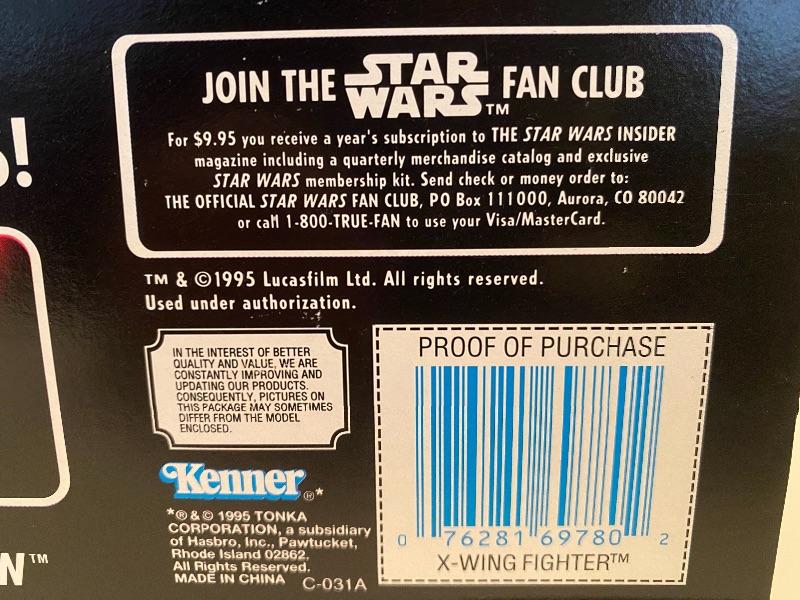 JOIN THE STAR WARS™ FAN CLUB
For $9.95 you receive a year's subscription to THE STAR WARS INSIDER
magazine including a quarterly merchandise catalog and exclusive
STAR WARS membership kit. Send check or money order to:
THE OFFICIAL STAR WARS FAN CLUB, PO Box 111000, Aurora, CO 80042
or call 1-800-TRUE-FAN to use your Visa/MasterCard.
™ & ©1995 Lucasfilm Ltd. All rights reserved.
Used under authorization.
IN THE INTEREST OF BETTER
QUALITY AND VALUE, WE ARE
CONSTANTLY IMPROVING AND
UPDATING OUR PRODUCTS.
CONSEQUENTLY, PICTURES ON
THIS PACKAGE MAY SOMETIMES
DIFFER FROM THE MODEL
ENCLOSED.
Kenner®*
*® & © 1995 TONKA
CORPORATION, a subsidiary
of Hasbro, Inc., Pawtucket,
Rhode Island 02862.
All Rights Reserved.
MADE IN CHINA C-031A
PROOF OF PURCHASE
0 76281 69780 2
X-WING FIGHTER™
N™